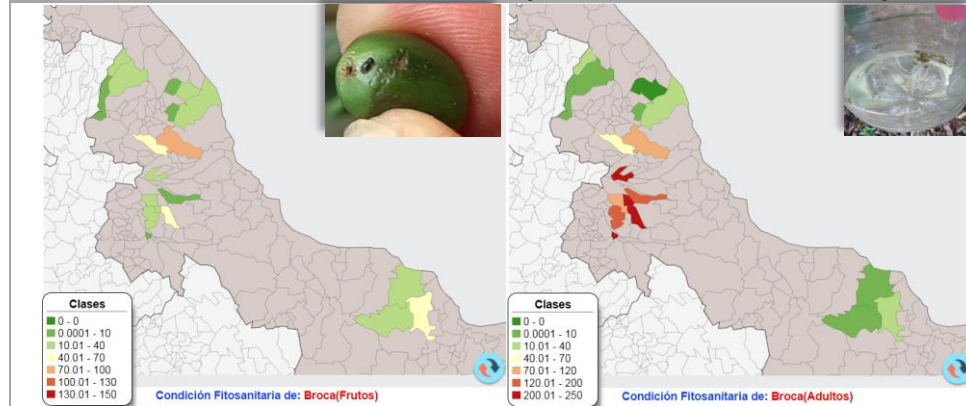 Clases
0 - 0
0.0001 - 10
10.01 - 40
40.01 - 70
70.01 - 100
100.01 - 130
130.01 - 150
Condición Fitosanitaria de: Broca(Frutos)
Clases
0 - 0
0.0001 - 10
10.01 - 40
40.01 - 70
70.01 - 120
120.01 - 200
200.01 - 250
Condición Fitosanitaria de: Broca(Adultos)